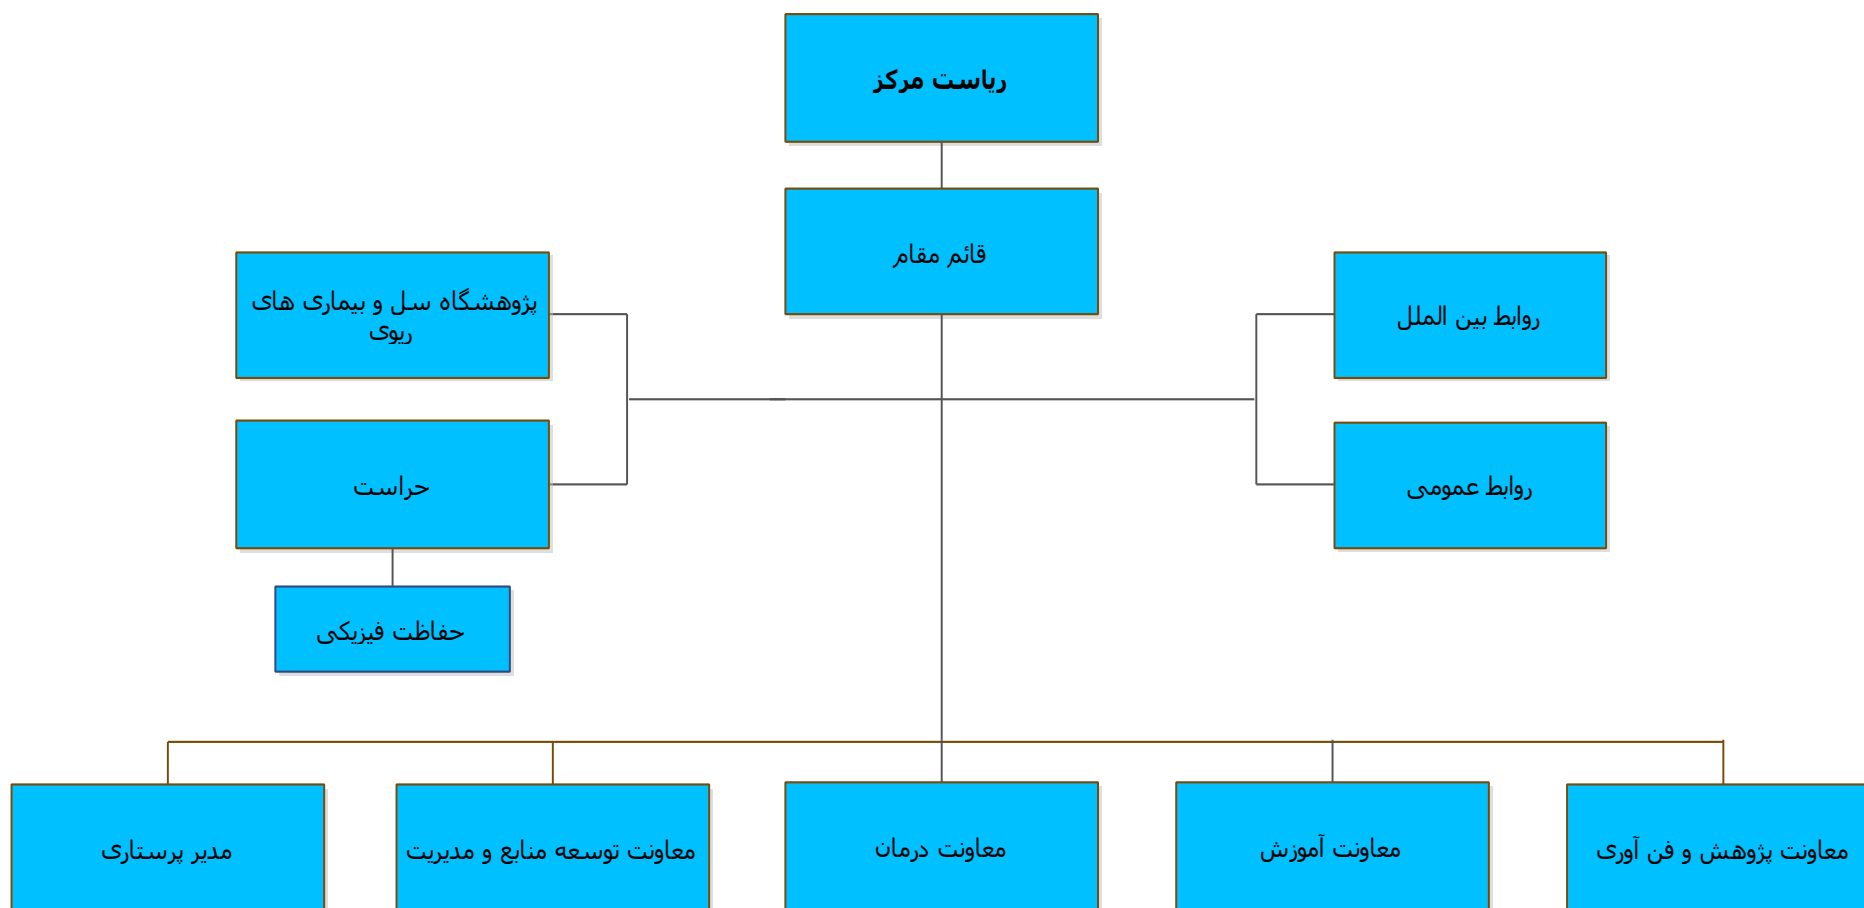 ریاست مرکز
قائم مقام
روابط بین الملل
پژوهشگاه سل و بیماری های
ریوی
روابط عمومی
حراست
حفاظت فیزیکی
معاونت پژوهش و فن آوری
معاونت آموزش
معاونت درمان
معاونت توسعه منابع و مدیریت
مدیر پرستاری